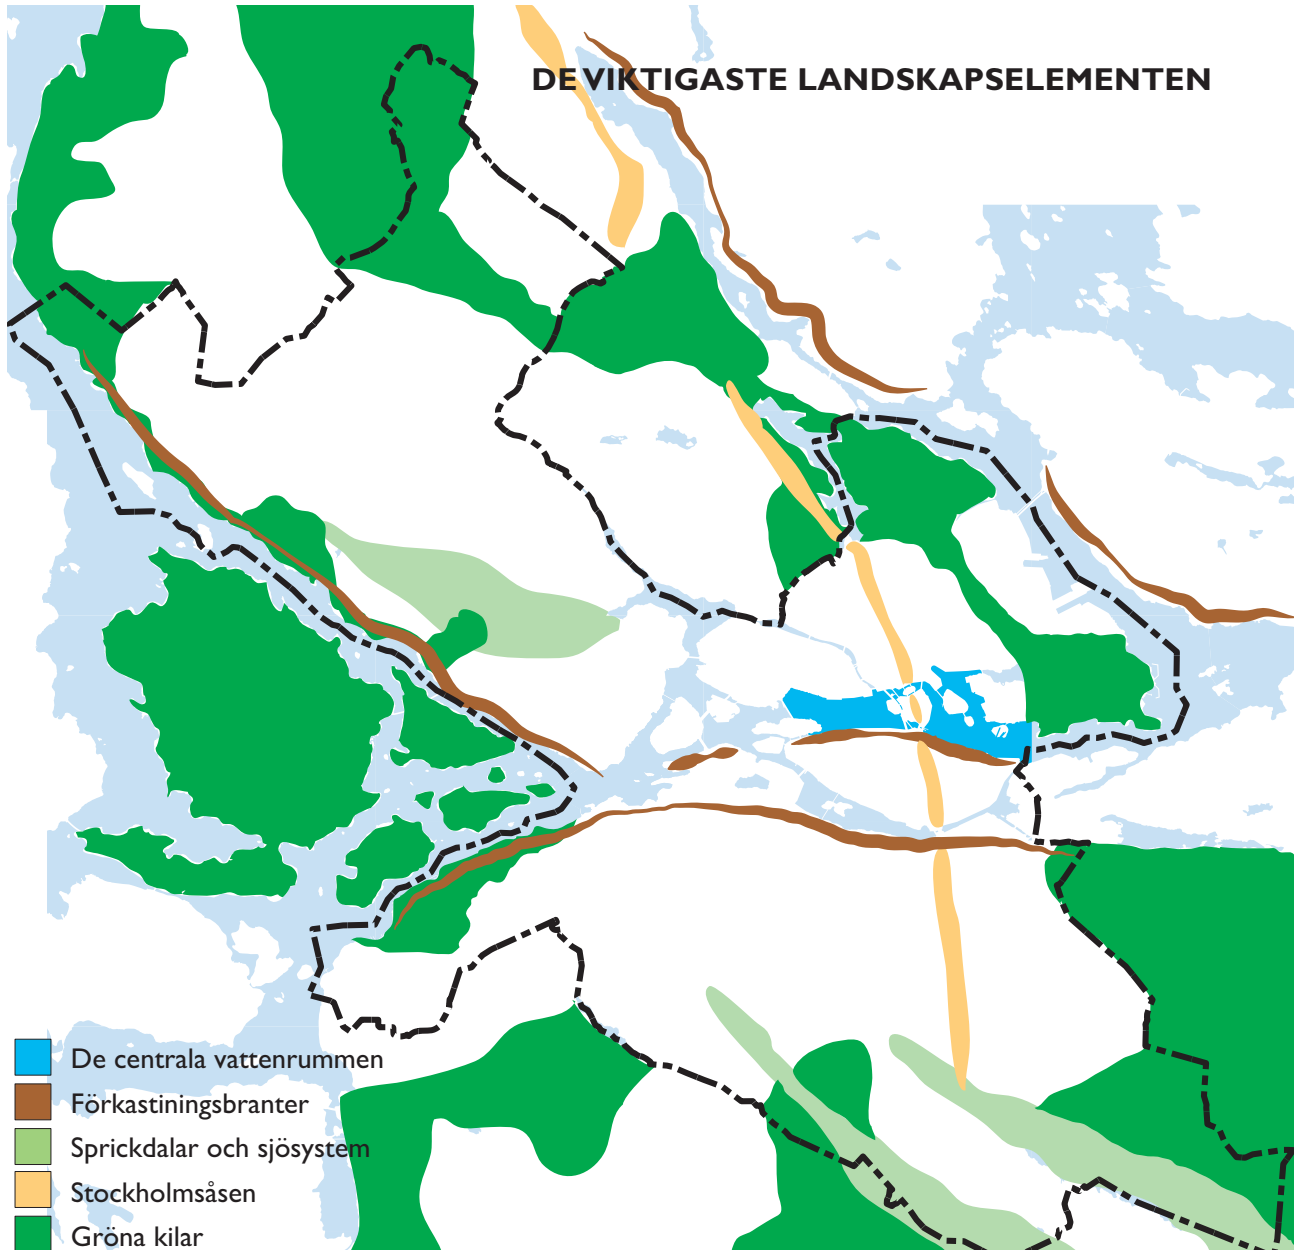 DE VIKTIGASTE LANDSKAPSELEMENTEN
De centrala vattenrummen
Förkastiningsbranter
Sprickdalar och sjösystem
Stockholmsåsen
Gröna kilar